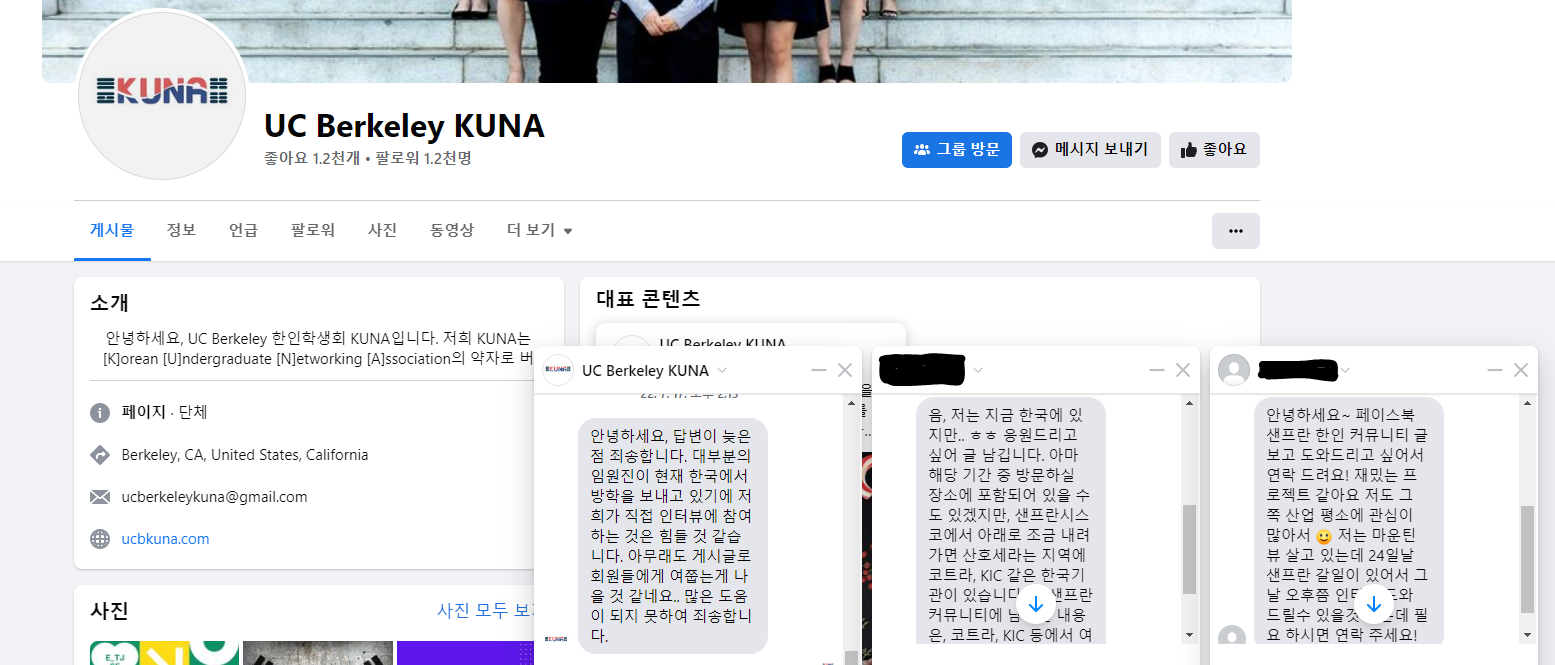 KUNA
UC Berkeley KUNA
좋아요 1.2천개 • 팔로워 1.2천명
그룹 방문
메시지 보내기
좋아요
게시물
정보
언급
팔로워
사진
동영상
더 보기
소개
안녕하세요, UC Berkeley 한인학생회 KUNA입니다. 저희 KUNA는
[K]orean [U]ndergraduate [N]etworking [A]ssociation의 약자로 버
페이지 · 단체
Berkeley, CA, United States, California
ucberkeleykuna@gmail.com
ucbkuna.com
사진
사진 모두 보기
E_TJ
대표 콘텐츠
UC Berkeley KUNA
UC Berkeley KUNA
22. 7. 17. 오후 2:13
안녕하세요, 답변이 늦은
점 죄송합니다. 대부분의
임원진이 현재 한국에서
방학을 보내고 있기에 저
희가 직접 인터뷰에 참여
하는 것은 힘들 것 같습
니다. 아무래도 게시글로
회원들에게 여쭙는게 나
을 것 같네요.. 많은 도움
이 되지 못하여 죄송합니
다.
음, 저는 지금 한국에 있
지만.. ㅎㅎ 응원드리고
싶어 글 남깁니다. 아마
해당 기간 중 방문하실
장소에 포함되어 있을 수
도 있겠지만, 샌프란시스
코에서 아래로 조금 내려
가면 산호세라는 지역에
코트라, KIC 같은 한국기
관이 있습니다 샌프란
커뮤니티에 내용
은, 코트라, KIC 등에서 여
안녕하세요~ 페이스북
샌프란 한인 커뮤니티 글
보고 도와드리고 싶어서
연락 드려요! 재밌는 프
로젝트 같아요 저도 그
쪽 산업 평소에 관심이
많아서 🙂 저는 마운틴
뷰 살고 있는데 24일날
샌프란 갈일이 있어서 그
날 오후쯤 도와
드릴수 필
요 하시면 연락 주세요!